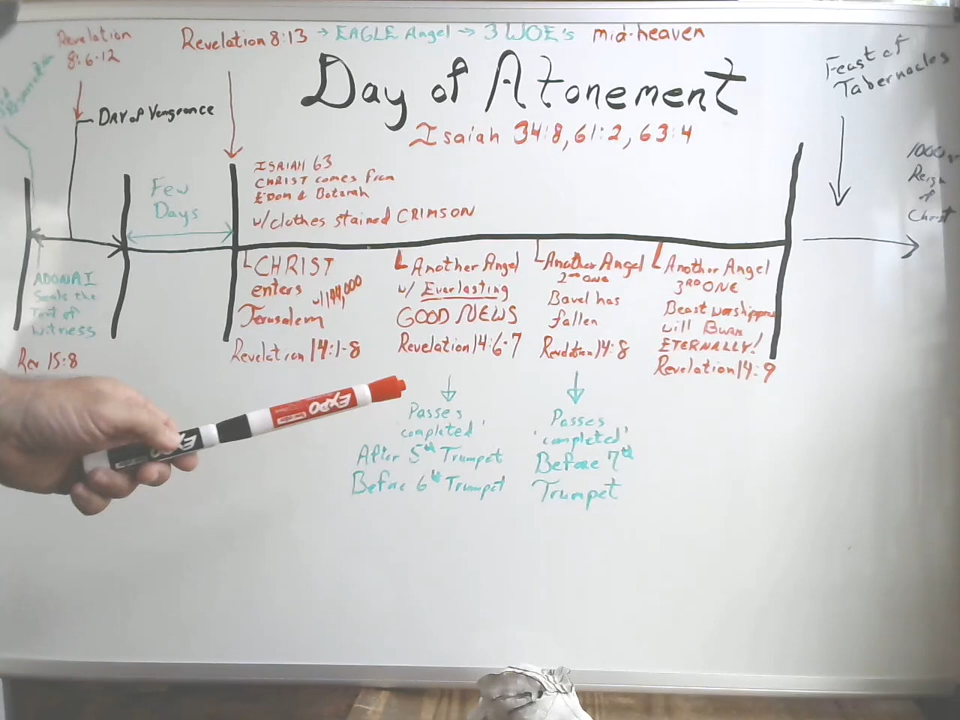 Revelation
8:6-12
Revelation 8:13 → EAGLE Angel → 3 WOE's mid-heaven
Day of Atonement
Isaiah 34:8, 61:2, 63:4
Feast of
Tabernacles
DAY of VENGEANCE
1000
Reign
of
Christ
Few
Days
ISAIAH 63
CHRIST comes from
EDOM &
w/clothes stained CRIMSON
ADONAI
Seals the
Tent of
Witness
Rev 15:8
CHRIST
enters w/144,000
Jerusalem
Revelation 14:1-8
Another Angel
w/ Everlasting
GOOD NEWS
Revelation 14:6-7
Another Angel
2nd ONE
Bavel has
fallen
Revelation 14:8
Another Angel
3RD ONE
Beast worshippers
will Burn
ETERNALLY!
Revelation 14:9
Passes
'completed'
After 5th Trumpet
Before 6th Trumpet
Passes
'completed'
Before 7th
Trumpet
EXPO
EXPO